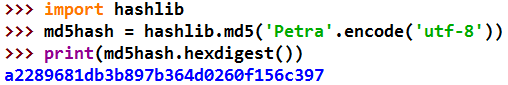 >>> import hashlib
>>> md5hash = hashlib.md5('Petra'.encode('utf-8'))
>>> print(md5hash.hexdigest())
a2289681db3b897b364d0260f156c397